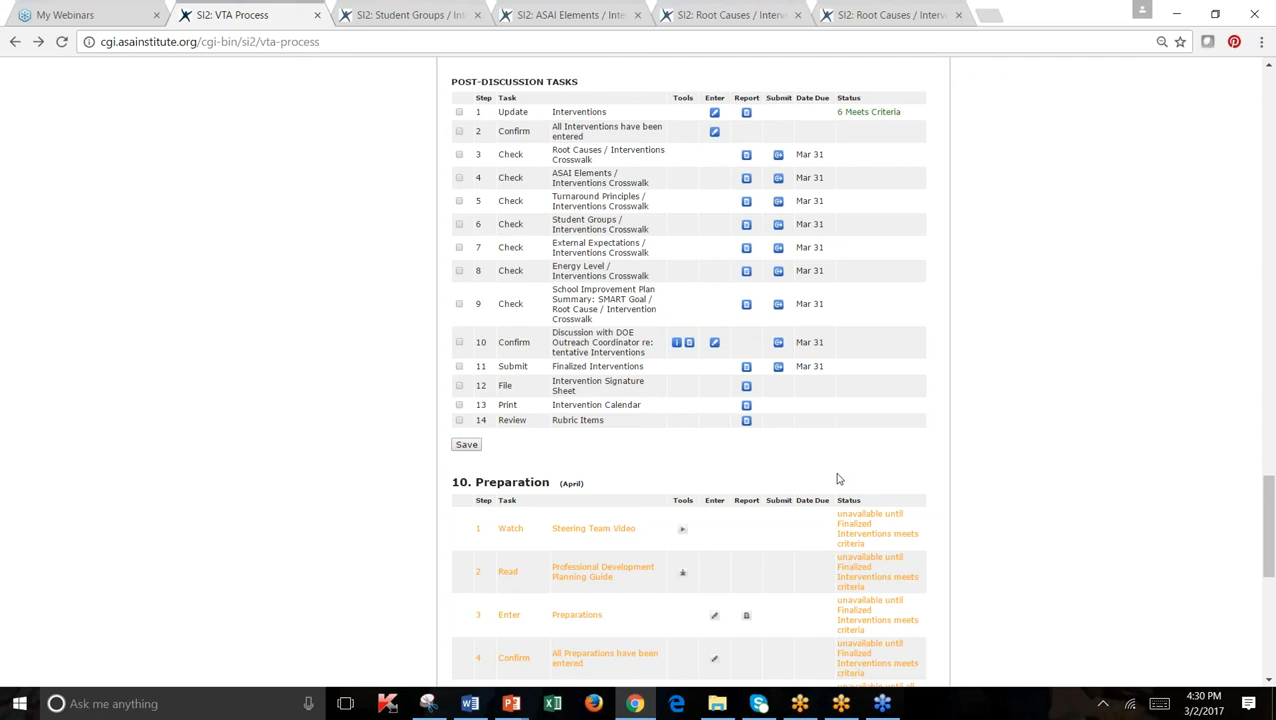 My Webinars
SI2: VTA Process
SI2: Student Groups / Int
SI2: ASAI Elements / Inte
SI2: Root Causes / Interv
SI2: Root Causes / Interv
cgi.asainstitute.org/cgi-bin/si2/vta-process
POST-DISCUSSION TASKS
Step Task Tools Enter Report Submit Date Due Status
1 Update Interventions 6 Meets Criteria
2 Confirm All Interventions have been
entered
3 Check Root Causes / Interventions
Crosswalk Mar 31
4 Check ASAI Elements /
Interventions Crosswalk Mar 31
5 Check Turnaround Principles /
Interventions Crosswalk Mar 31
6 Check Student Groups /
Interventions Crosswalk Mar 31
7 Check External Expectations /
Interventions Crosswalk Mar 31
8 Check Energy Level /
Interventions Crosswalk Mar 31
9 Check School Improvement Plan
Summary: SMART Goal /
Root Cause / Intervention
Crosswalk Mar 31
10 Confirm Discussion with DOE
Outreach Coordinator re:
tentative Interventions Mar 31
11 Submit Finalized Interventions Mar 31
12 File Intervention Signature
Sheet
13 Print Intervention Calendar
14 Review Rubric Items
Save
10. Preparation (April)
Step Task Tools Enter Report Submit Date Due Status
1 Watch Steering Team Video unavailable until
Finalized
Interventions meets
criteria
2 Read Professional Development
Planning Guide unavailable until
Finalized
Interventions meets
criteria
3 Enter Preparations unavailable until
Finalized
Interventions meets
criteria
4 Confirm All Preparations have been
entered unavailable until
Finalized
Interventions meets
criteria
unavailable until all
Ask me anything
4:30 PM
3/2/2017